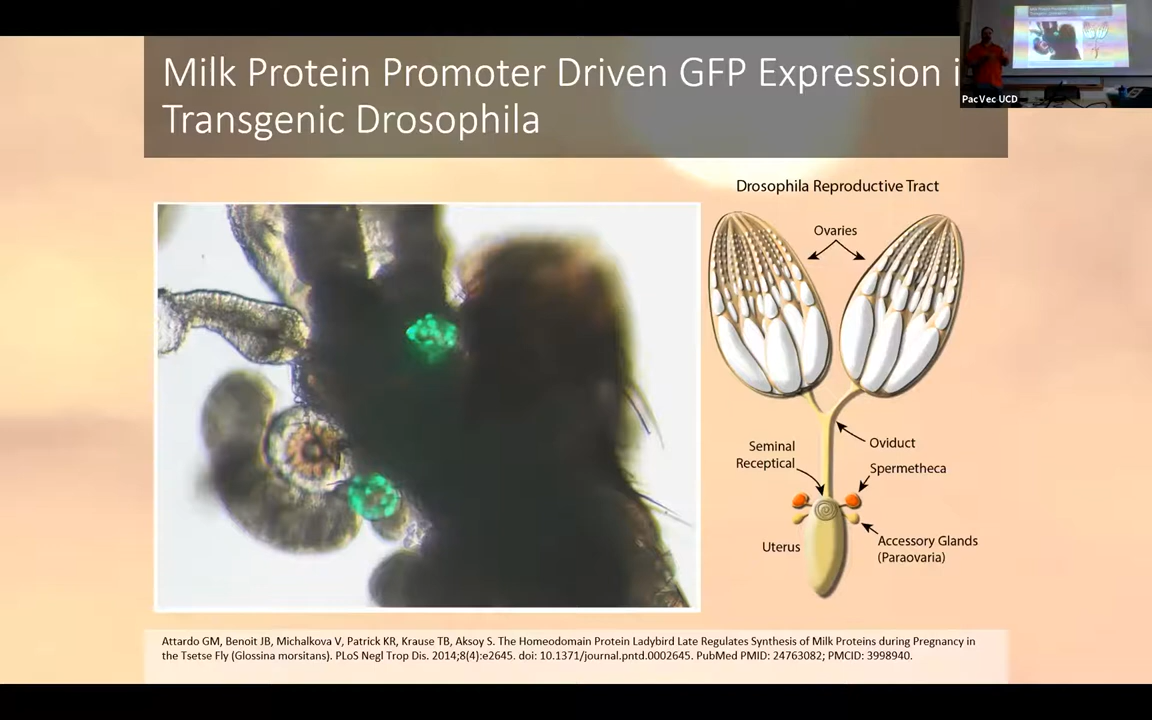 Milk Protein Promoter Driven GFP Expression
Transgenic Drosophila
PacVec UCD
Drosophila Reproductive Tract
Ovaries
Seminal
Receptical
Oviduct
Spermetheca
Uterus
Accessory Glands
(Paraovaria)
Attardo GM, Benoit JB, Michalkova V, Patrick KR, Krause TB, Aksoy S. The Homeodomain Protein Ladybird Late Regulates Synthesis of Milk Proteins during Pregnancy in
the Tsetse Fly (Glossina morsitans). PLoS Negl Trop Dis. 2014;8(4):e2645. doi: 10.1371/journal.pntd.0002645. PubMed PMID: 24763082; PMCID: 3998940.